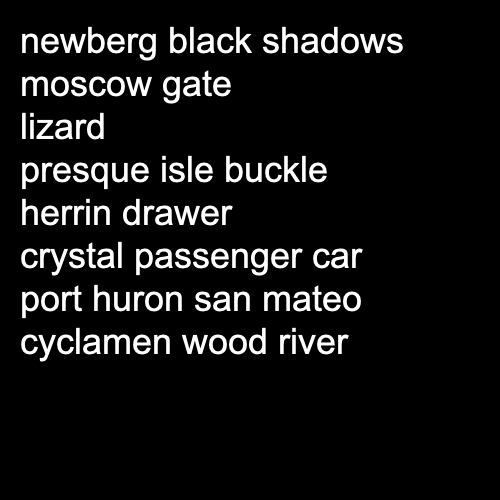 newberg black shadows
moscow gate
lizard
presque isle buckle
herrin drawer
crystal passenger car
port huron san mateo
cyclamen wood river